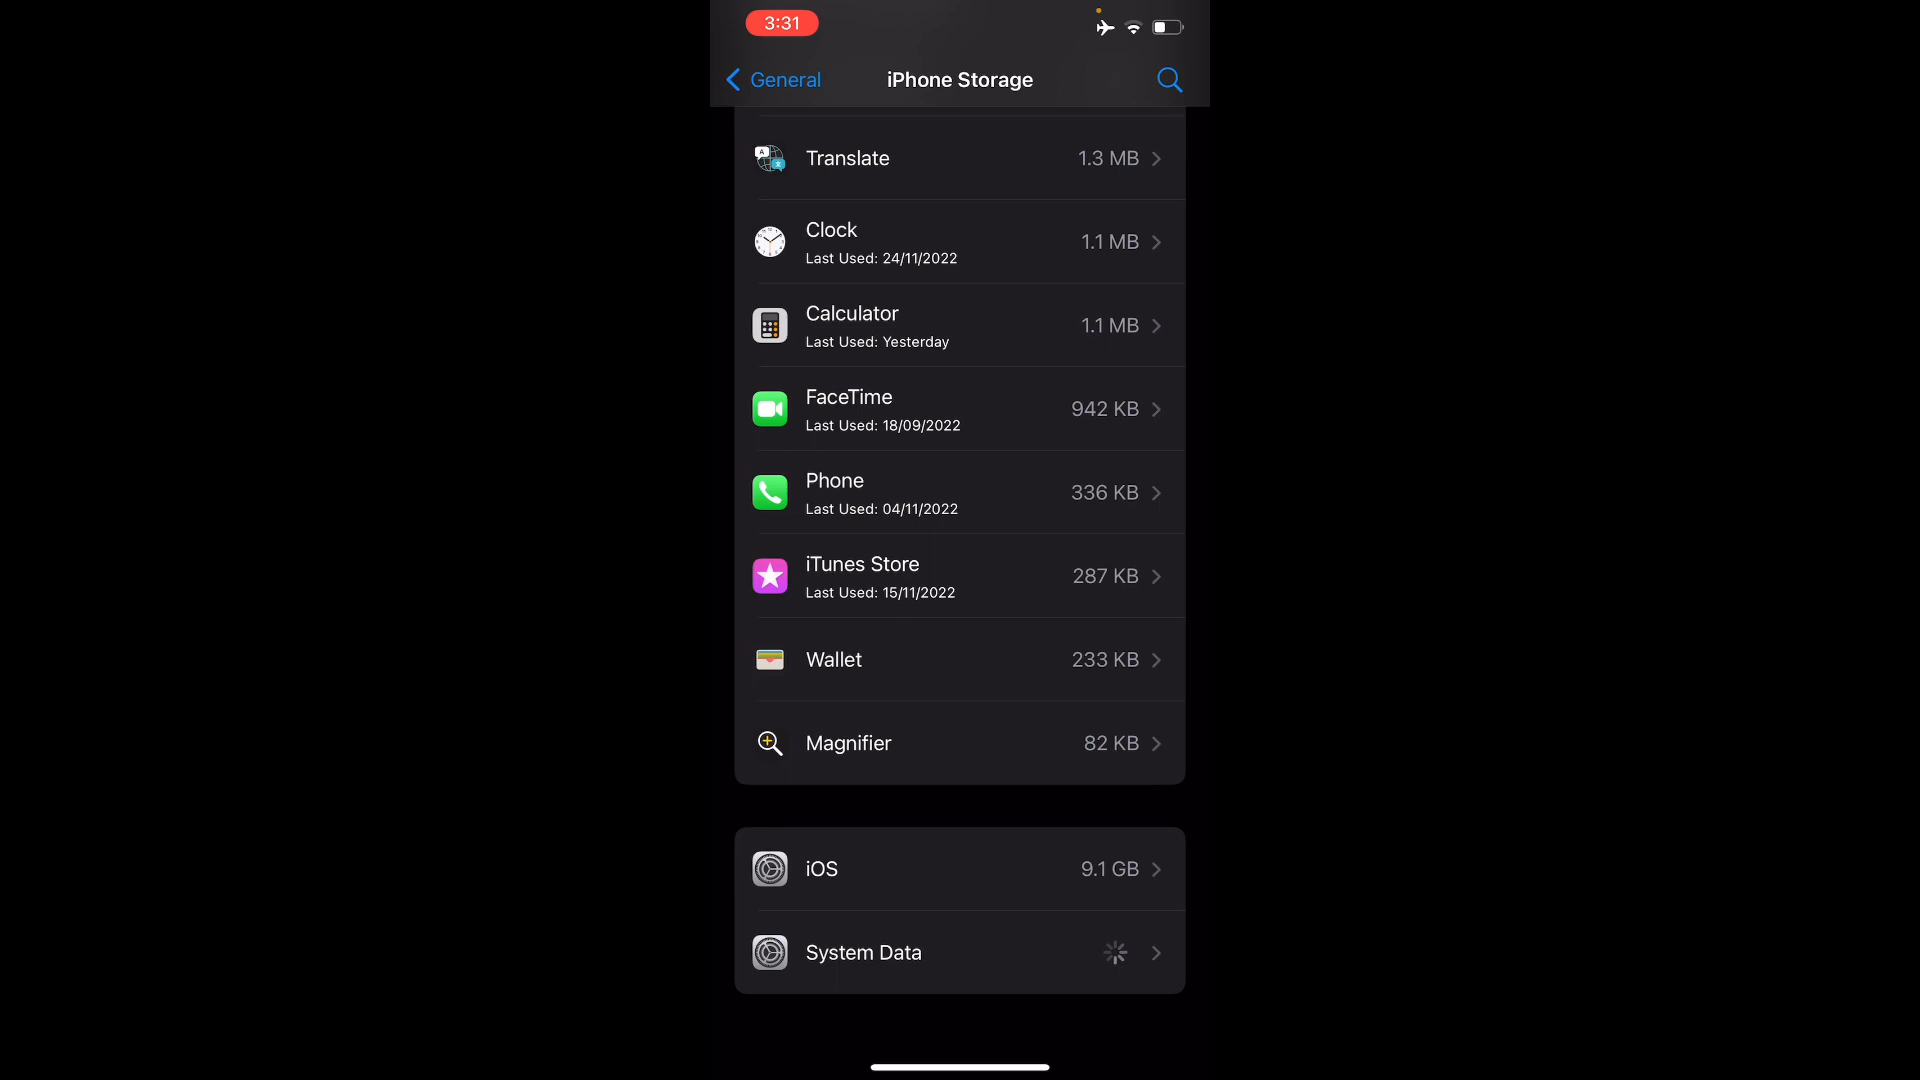 3:31
General
iPhone Storage
Translate
1.3 MB
Clock
1.1 MB
Last Used: 24/11/2022
Calculator
1.1 MB
Last Used: Yesterday
FaceTime
942 KB
Last Used: 18/09/2022
Phone
336 KB
Last Used: 04/11/2022
iTunes Store
287 KB
Last Used: 15/11/2022
Wallet
233 KB
Magnifier
82 KB
iOS
9.1 GB
System Data